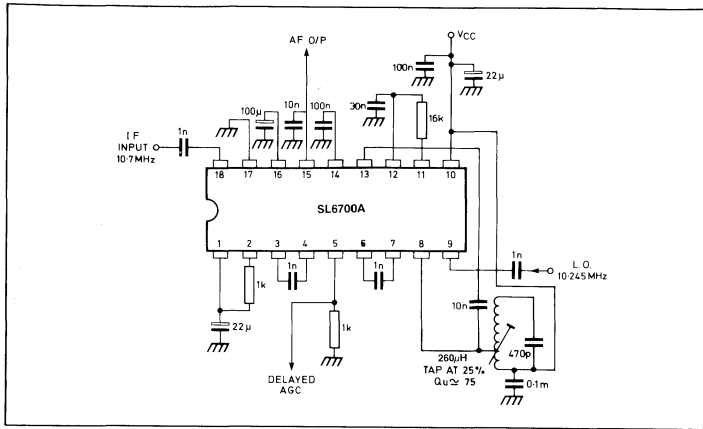 AF O/P
VCC
100n
22µ
100µ
10n
100n
30n
16k
1n
IF
INPUT
10·7MHz
18 17 16 15 14 13 12 11 10
SL6700A
1 2 3 4 5 6 7 8 9
1n
1n
1n
L.O.
10·245MHz
1k
22µ
1k
10n
DELAYED
AGC
260µH
TAP AT 25%
Qu≃ 75
470p
0·1m